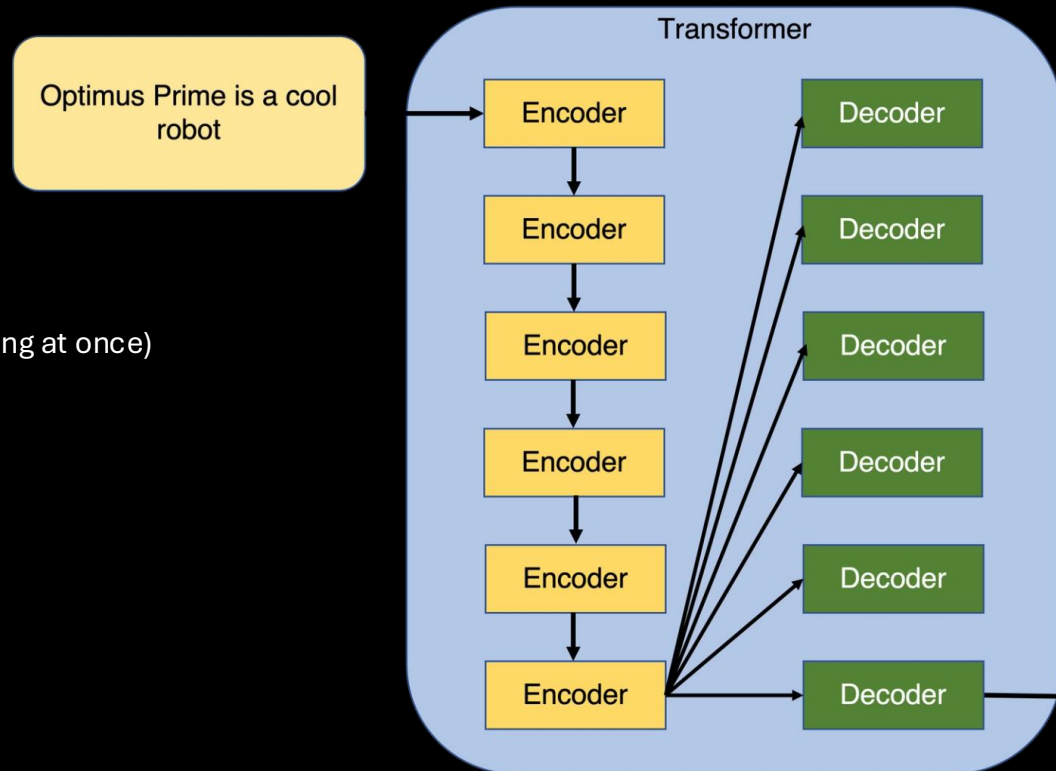 Transformer
Optimus Prime is a cool
robot
Encoder
Decoder
Encoder
Decoder
ng at once)
Encoder
Decoder
Encoder
Decoder
Encoder
Decoder
Encoder
Decoder